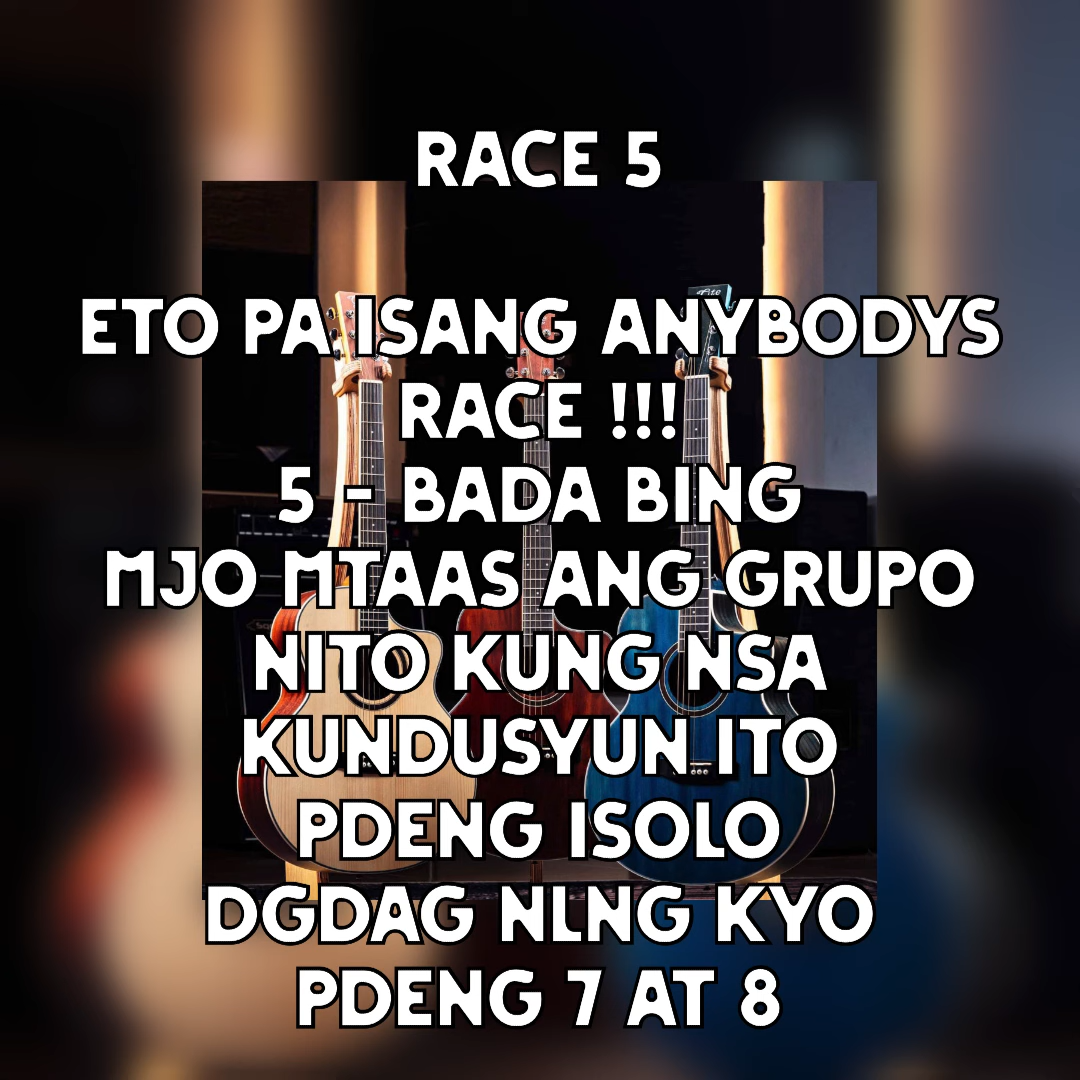 RACE 5
ETO PA ISANG ANYBODYS
RACE !!!
5 - BADA BING
MJO MTAAS ANG GRUPO
NITO KUNG NSA
KUNDUSYUN ITO
PDENG ISOLO
DGDAG NLNG KYO
PDENG 7 AT 8